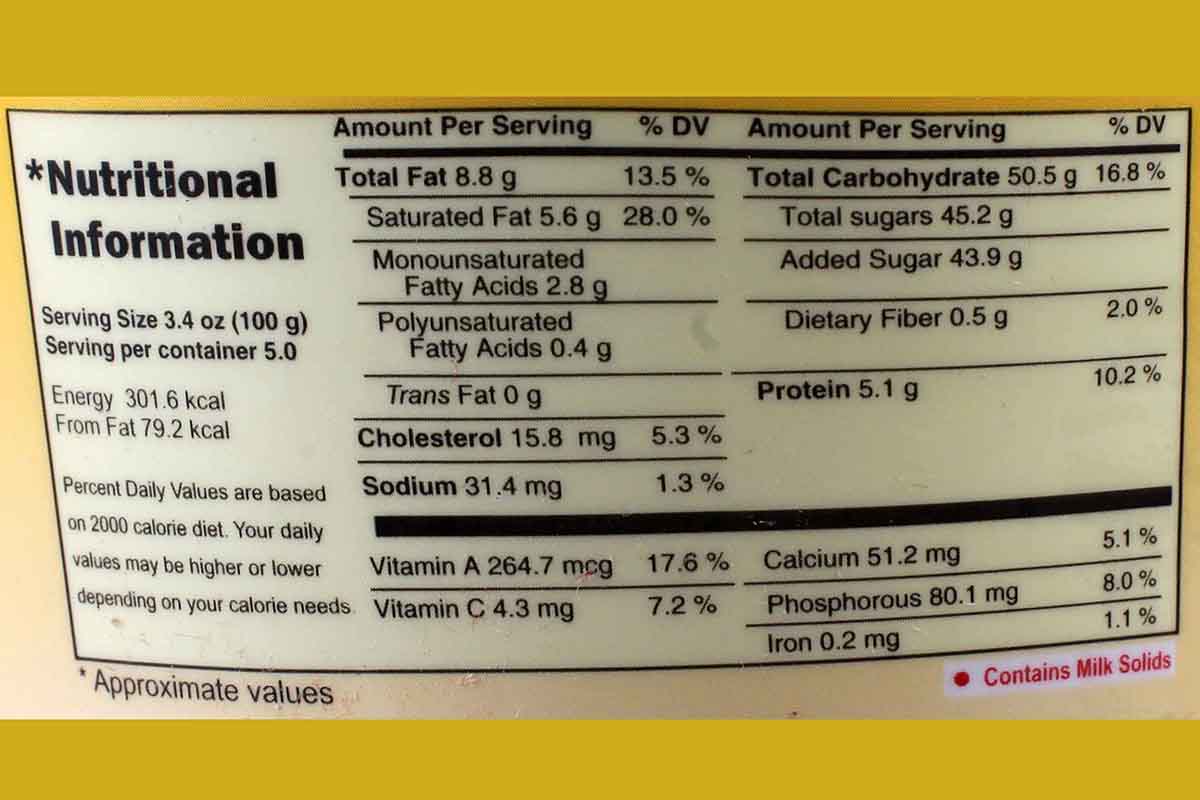 *Nutritional
Information
Serving Size 3.4 oz (100 g)
Serving per container 5.0
Energy 301.6 kcal
From Fat 79.2 kcal
Percent Daily Values are based
on 2000 calorie diet. Your daily
values may be higher or lower
depending on your calorie needs.
Amount Per Serving % DV
Total Fat 8.8 g 13.5 %
Saturated Fat 5.6 g 28.0 %
Monounsaturated
Fatty Acids 2.8 g
Polyunsaturated
Fatty Acids 0.4 g
Trans Fat 0 g
Cholesterol 15.8 mg 5.3 %
Sodium 31.4 mg 1.3 %
Vitamin A 264.7 mcg 17.6 %
Vitamin C 4.3 mg 7.2 %
Amount Per Serving % DV
Total Carbohydrate 50.5 g 16.8 %
Total sugars 45.2 g
Added Sugar 43.9 g
Dietary Fiber 0.5 g 2.0 %
Protein 5.1 g 10.2 %
Calcium 51.2 mg 5.1 %
Phosphorous 80.1 mg 8.0 %
Iron 0.2 mg 1.1 %
* Approximate values
Contains Milk Solids